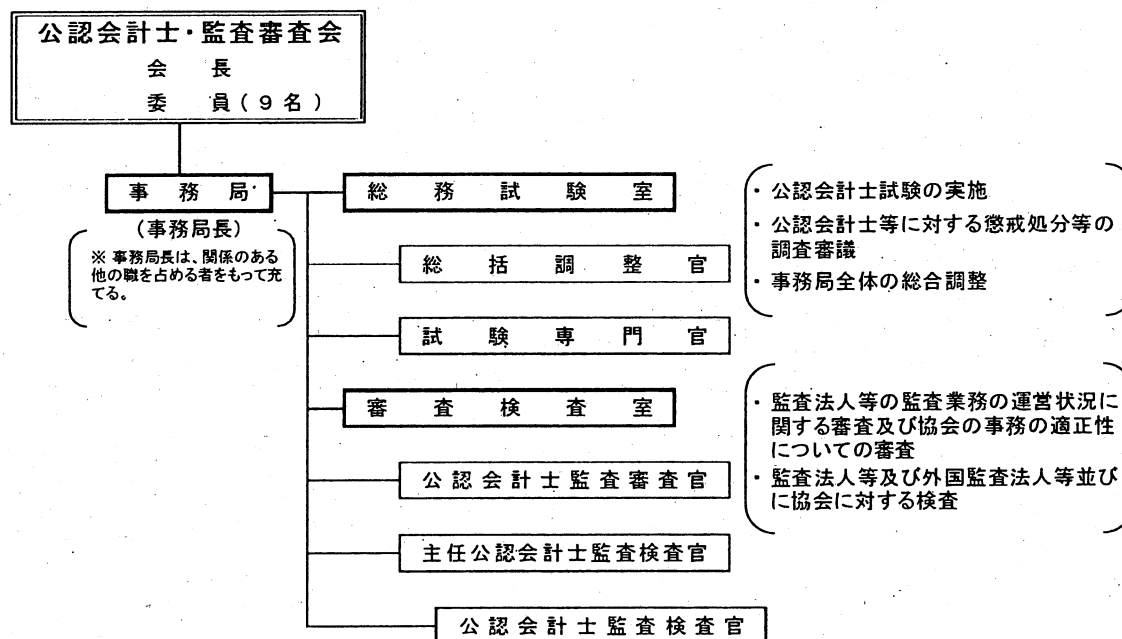 公認会計士・監査審査会
会 長
委 員(9名)
事務局
(事務局長)
※ 事務局長は、関係のある
他の職を占める者をもって充
てる。
総務試験室
・ 公認会計士試験の実施
・ 公認会計士等に対する懲戒処分等の
調査審議
・ 事務局全体の総合調整
総括調整官
試験専門官
審査検査室
・ 監査法人等の監査業務の運営状況に
関する審査及び協会の事務の適正性
についての審査
・ 監査法人等及び外国監査法人等並び
に協会に対する検査
公認会計士監査審査官
主任公認会計士監査検査官
公認会計士監査検査官